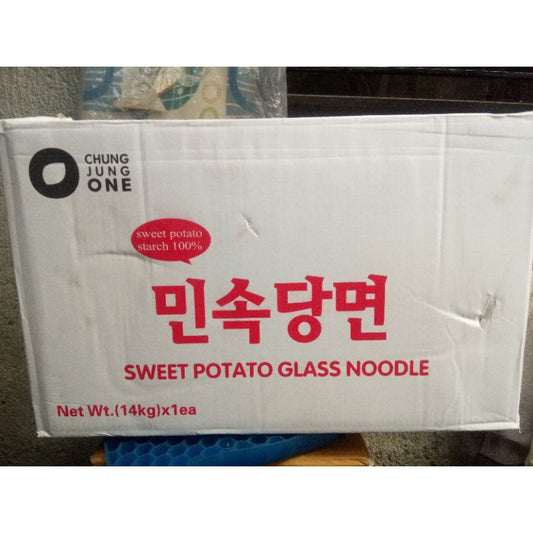 CHUNG
JUNG
ONE
sweet potato
starch 100%
민속당면
SWEET POTATO GLASS NOODLE
Net Wt.(14kg)x1ea